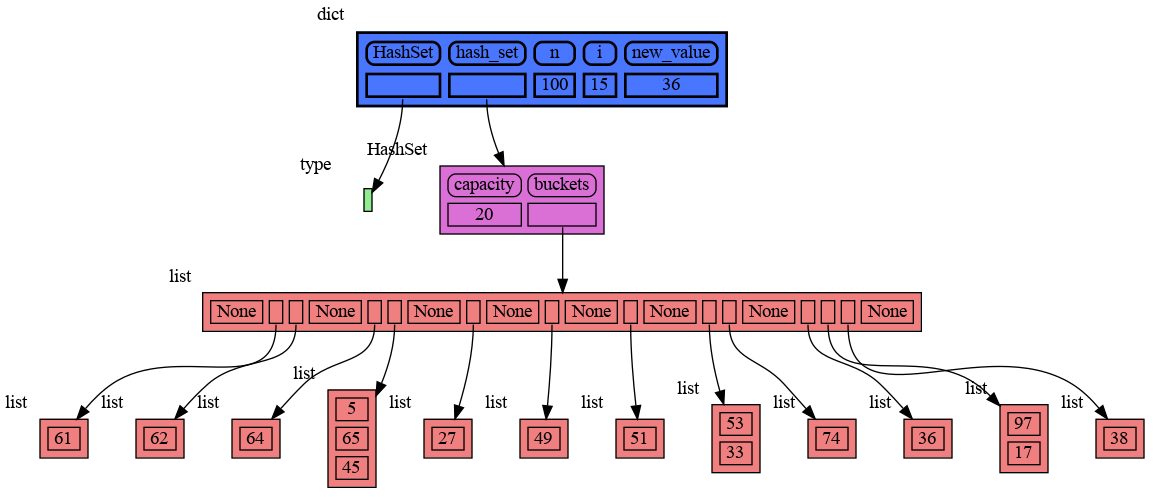 dict
HashSet hash_set n i new_value
100 15 36
HashSet
type
capacity buckets
20
list
None None None None None None None None
list
list list list list list list list list list list list
5 53 97
61 62 64 65 27 49 51 74 36 38
33 17
45